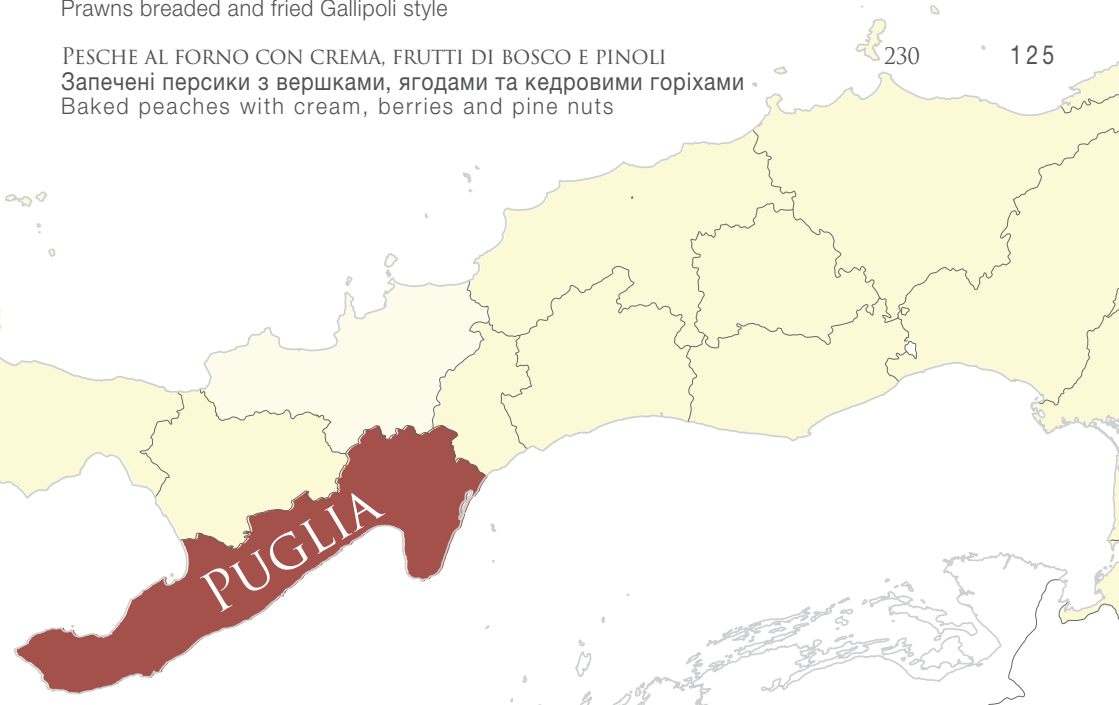 Prawns breaded and fried Gallipoli style
PESCHE AL FORNO CON CREMA, FRUTTI DI BOSCO E PINOLI 230 125
Запечені персики з вершками, ягодами та кедровими горіхами
Baked peaches with cream, berries and pine nuts
PUGLIA